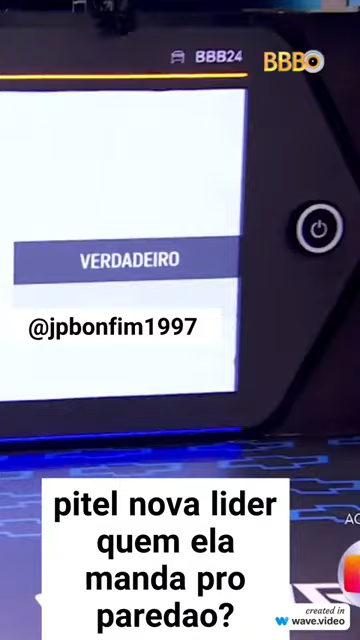 BBB24
BBB
VERDADEIRO
@jpbonfim1997
pitel nova lider
quem ela
manda pro
paredao?
created in
wave.video